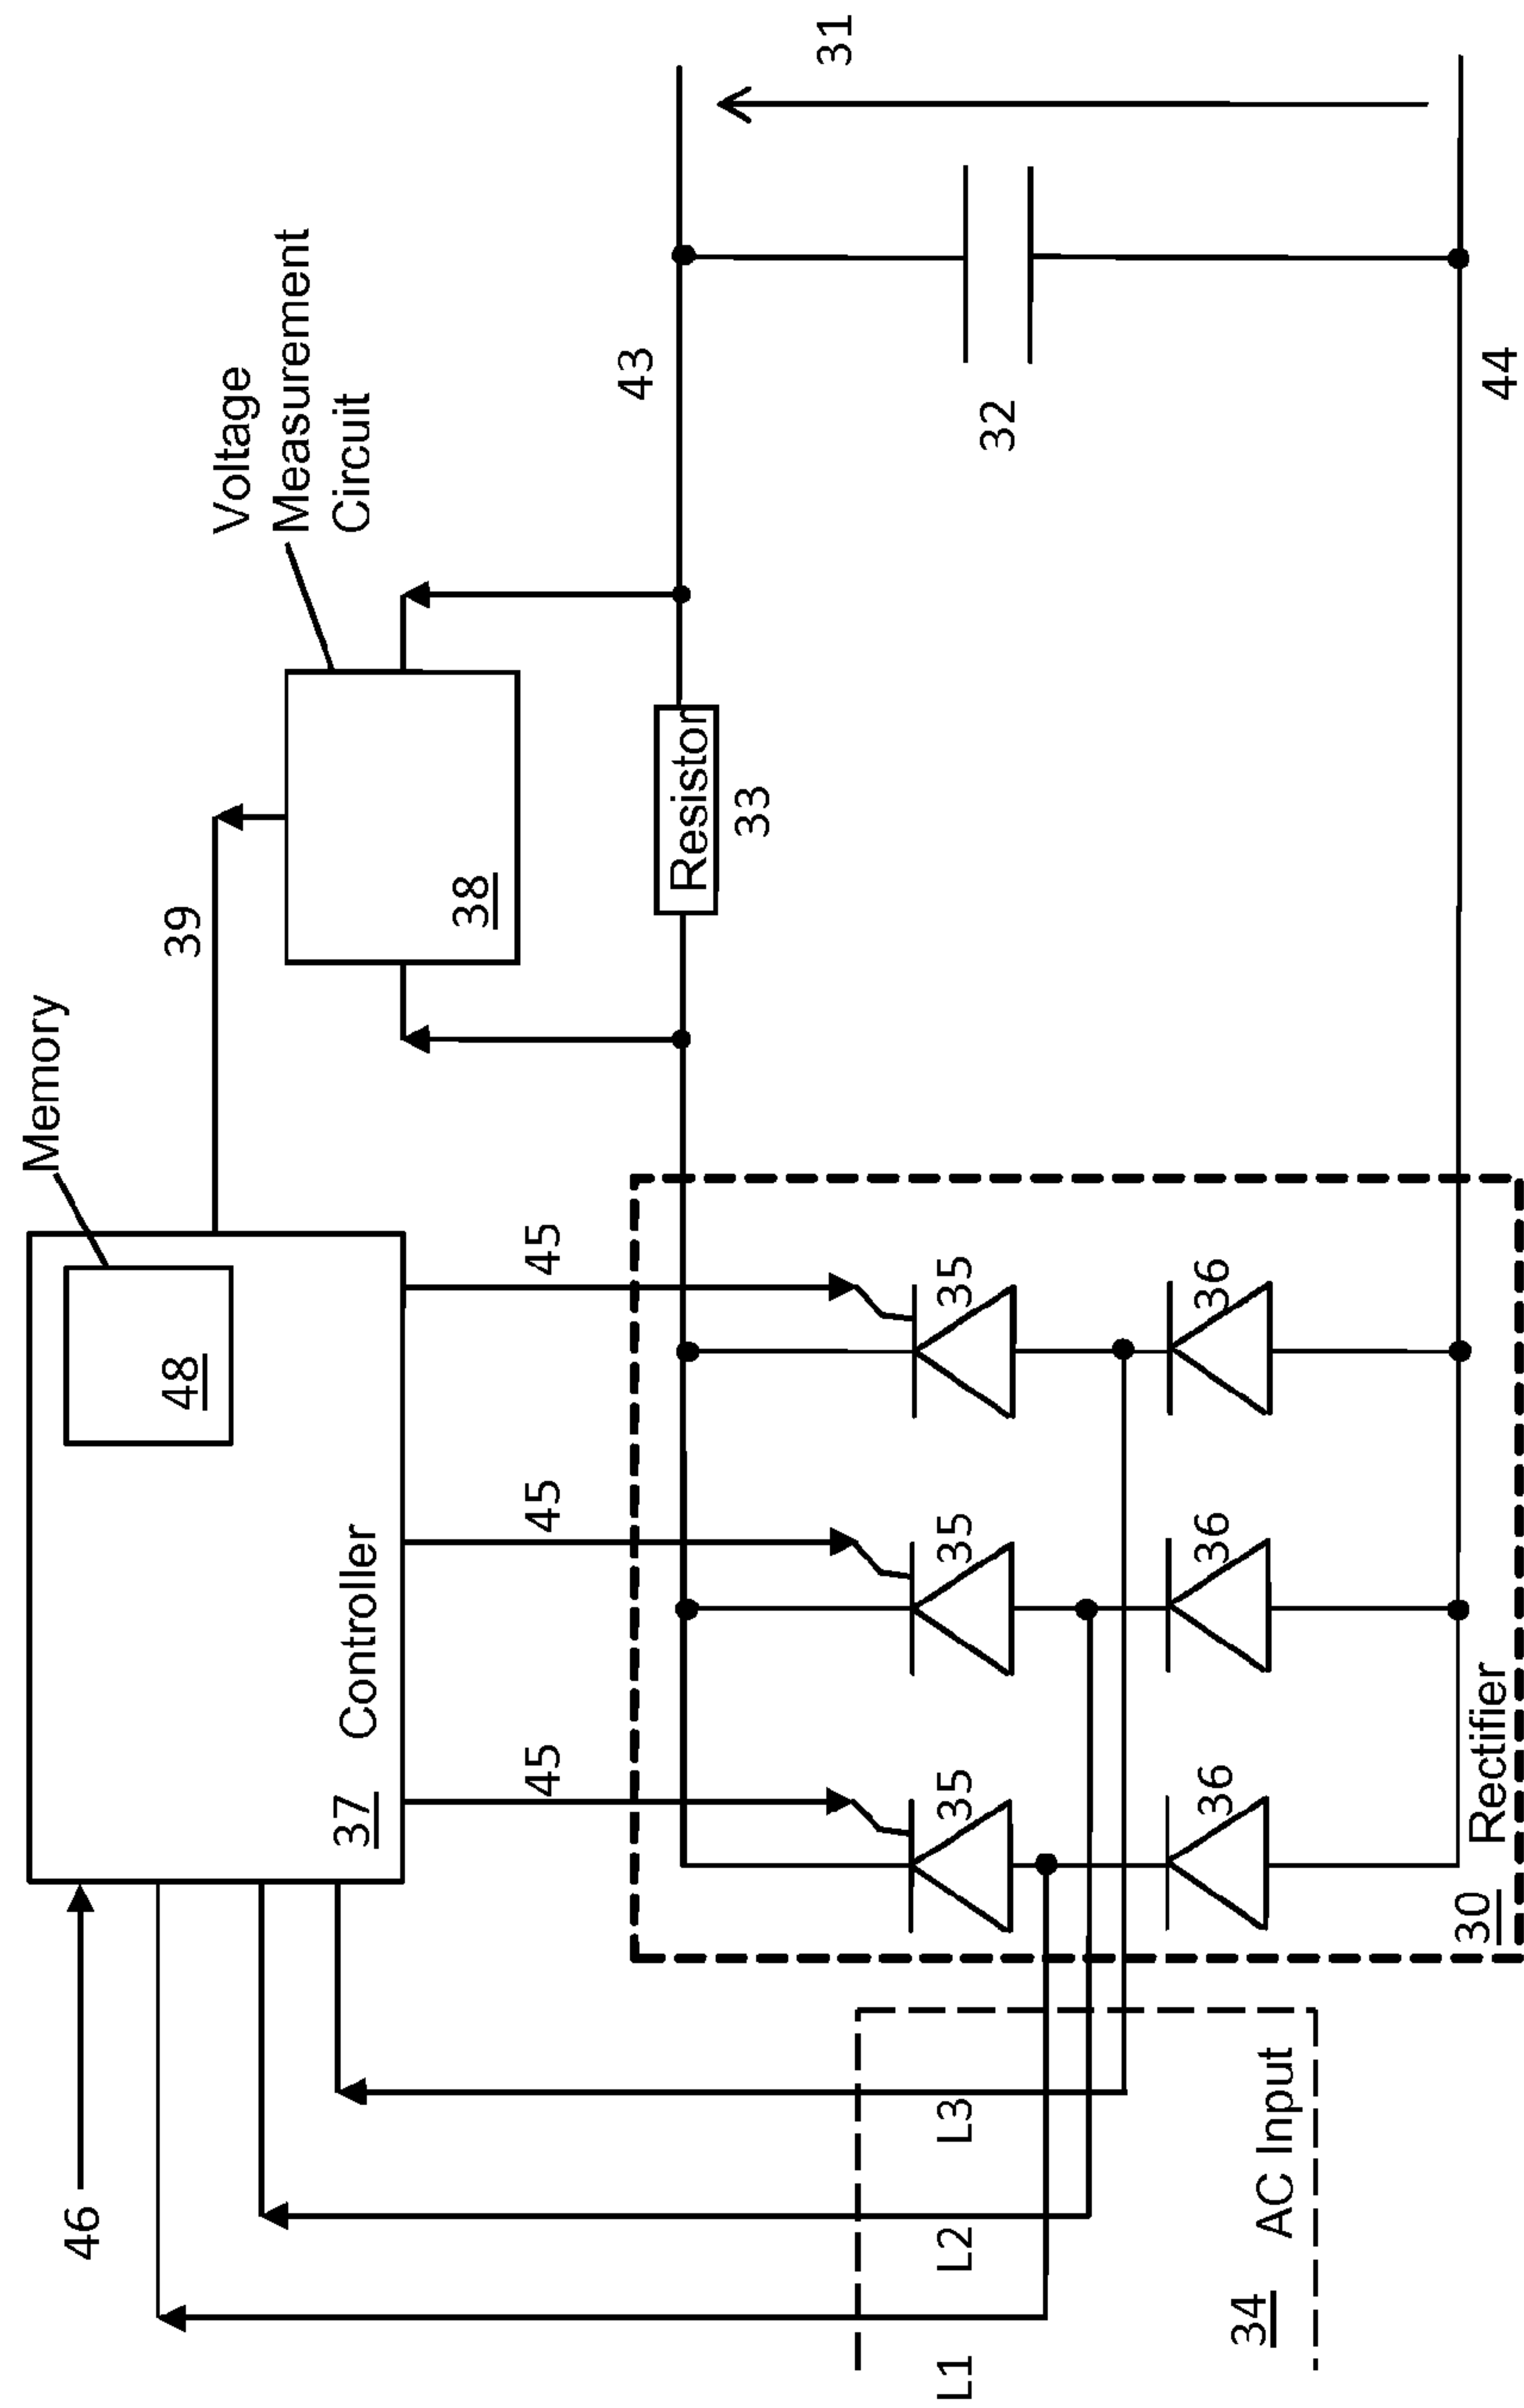 46
37 Controller
48
Memory
39
Voltage
Measurement
Circuit
38
45
45
45
43
Resistor
33
31
32
44
L1
L2
L3
34 AC Input
35
35
35
36
36
36
30 Rectifier